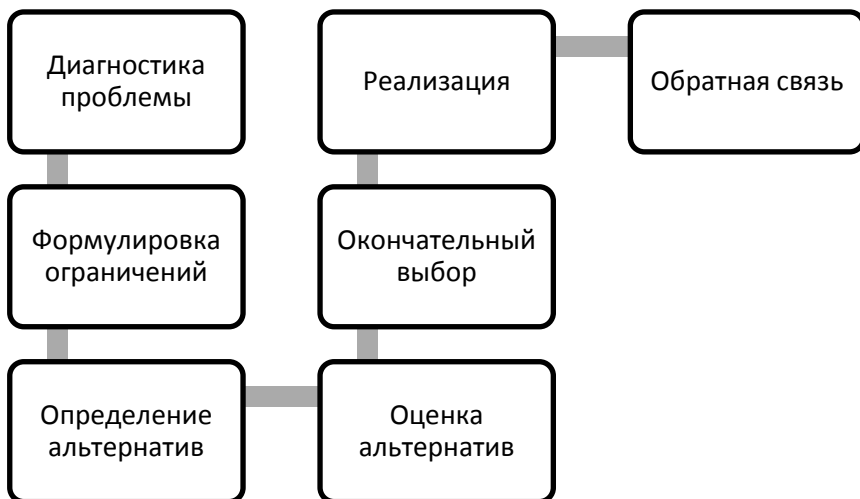 Диагностика
проблемы
Формулировка
ограничений
Определение
альтернатив
Оценка
альтернатив
Окончательный
выбор
Реализация
Обратная связь